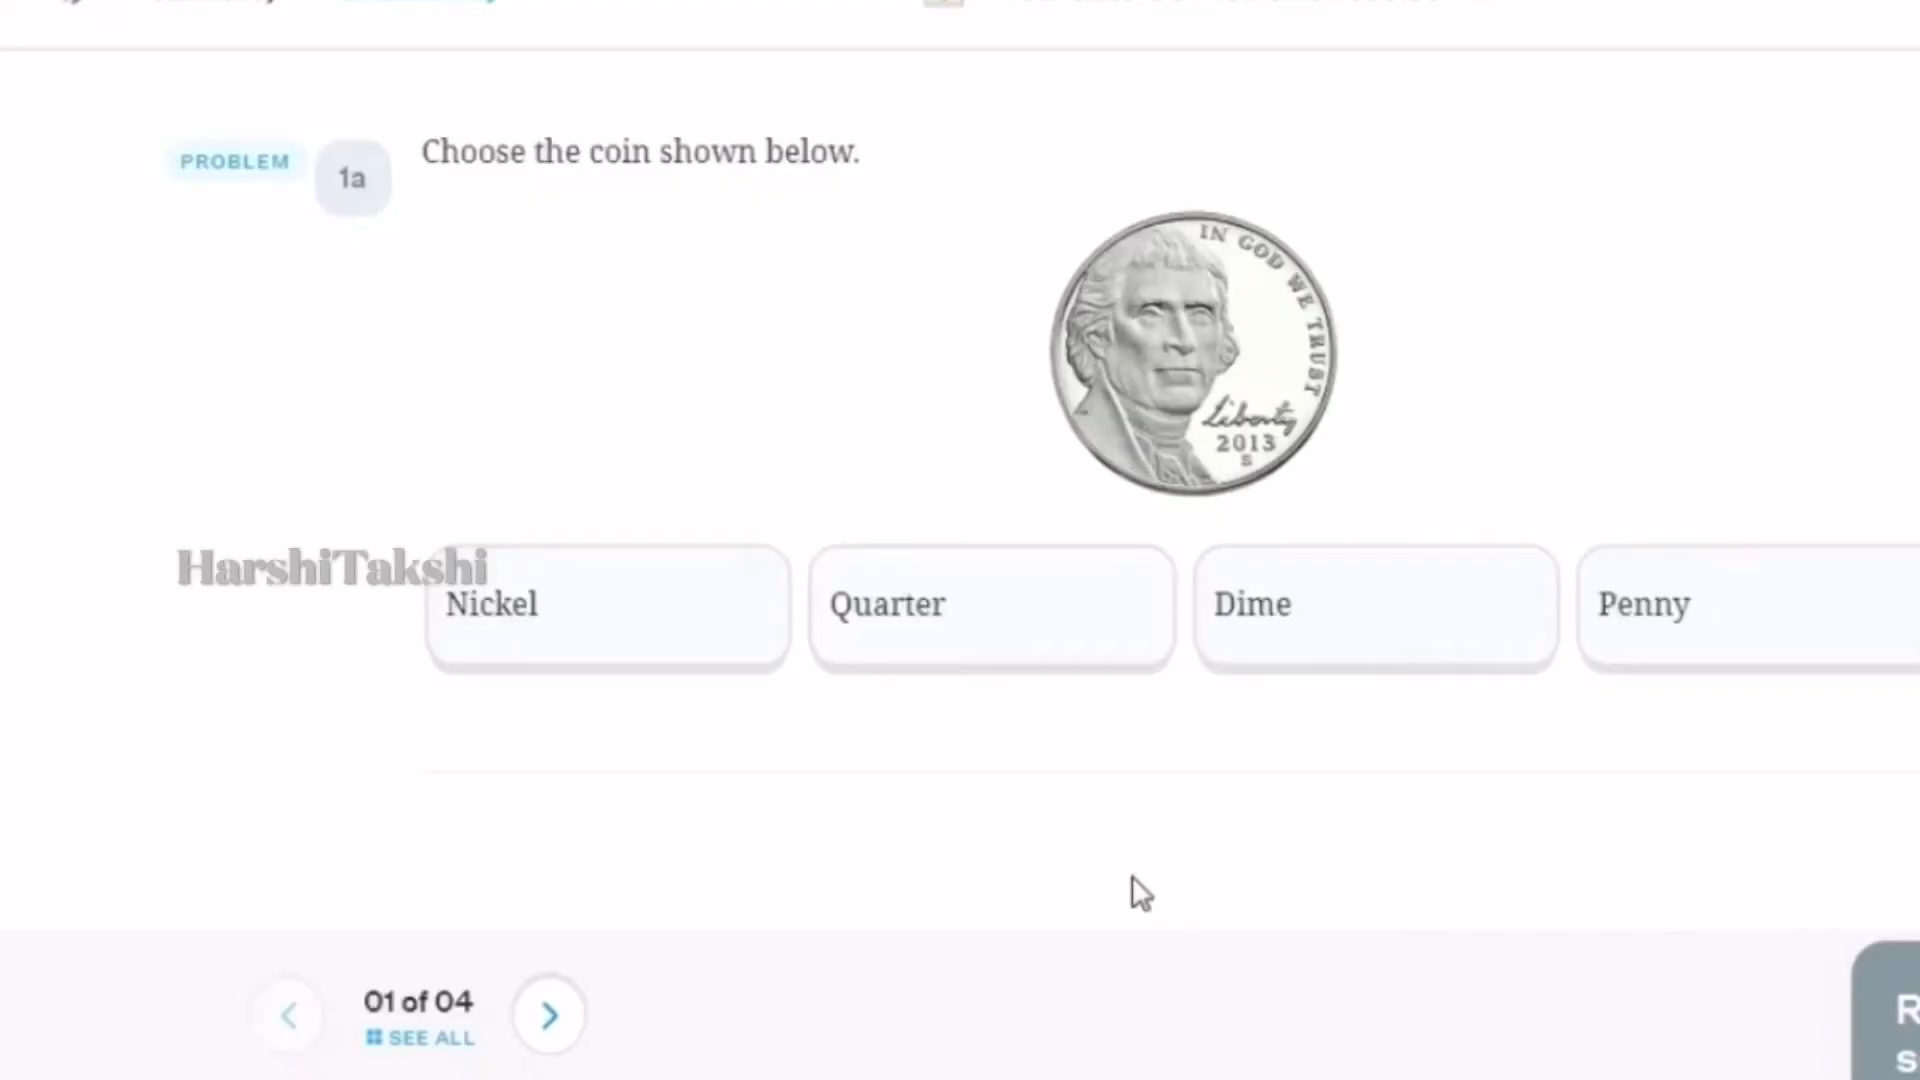 PROBLEM
1a
Choose the coin shown below.
IN GOD WE TRUST
Liberty
2013
S
HarshiTakshi
Nickel
Quarter
Dime
Penny
01 of 04
SEE ALL